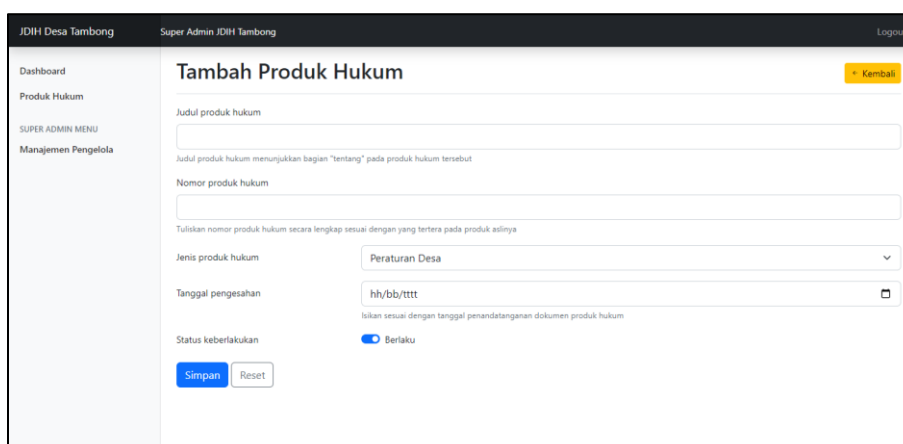 JDIH Desa Tambong
Super Admin JDIH Tambong
Logou
Dashboard
Produk Hukum
SUPER ADMIN MENU
Manajemen Pengelola
Tambah Produk Hukum
Kembali
Judul produk hukum
Judul produk hukum menunjukkan bagian "tentang" pada produk hukum tersebut
Nomor produk hukum
Tuliskan nomor produk hukum secara lengkap sesuai dengan yang tertera pada produk aslinya
Jenis produk hukum
Peraturan Desa
Tanggal pengesahan
hh/bb/tttt
Isikan sesuai dengan tanggal penandatanganan dokumen produk hukum
Status keberlakukan
Berlaku
Simpan
Reset